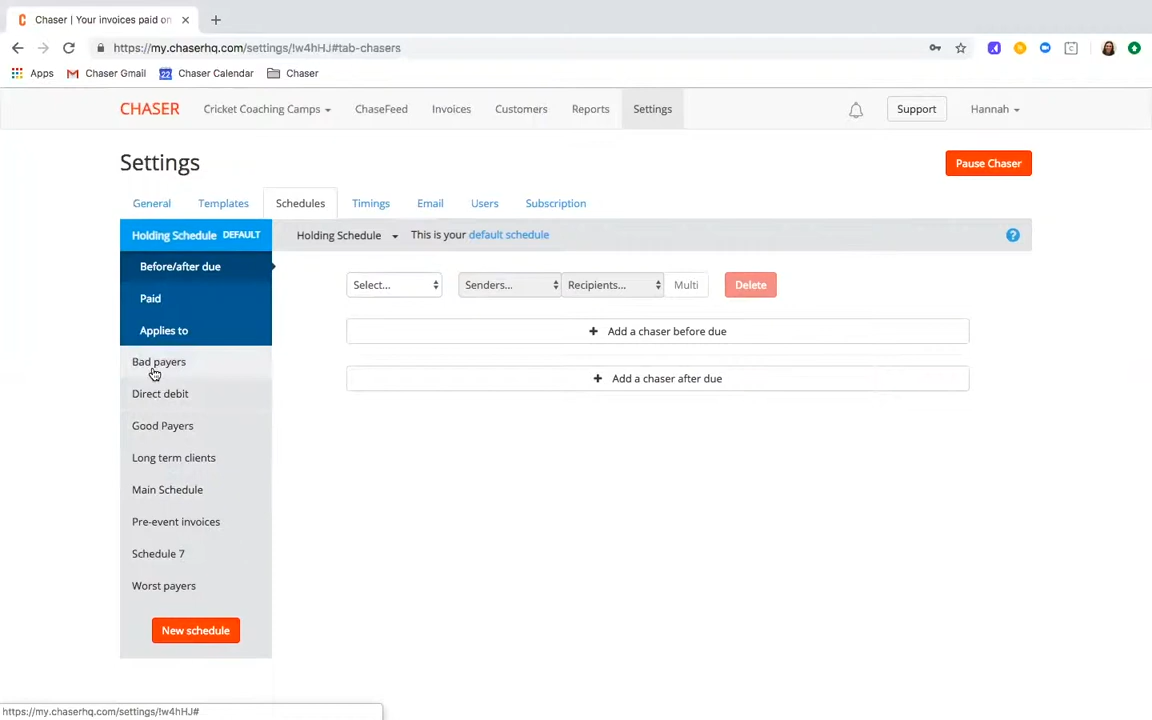 Chaser | Your invoices paid on
https://my.chaserhq.com/settings/!w4hHJ#tab-chasers
Apps Chaser Gmail 22 Chaser Calendar Chaser
CHASER Cricket Coaching Camps ChaseFeed Invoices Customers Reports Settings Support Hannah
Settings
Pause Chaser
General Templates Schedules Timings Email Users Subscription
Holding Schedule DEFAULT
Holding Schedule This is your default schedule ?
Before/after due
Select... Senders... Recipients... Multi Delete
Paid
Applies to
+ Add a chaser before due
Bad payers
+ Add a chaser after due
Direct debit
Good Payers
Long term clients
Main Schedule
Pre-event invoices
Schedule 7
Worst payers
New schedule
https://my.chaserhq.com/settings/!w4hHJ#